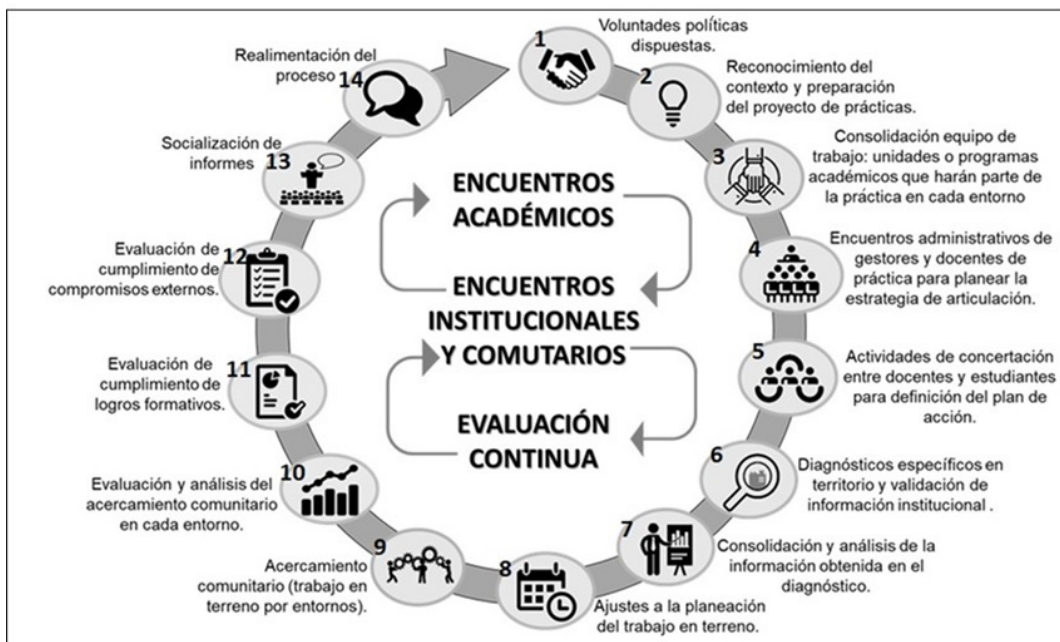 1
Voluntades políticas
dispuestas.
2
Reconocimiento del
contexto y preparación
del proyecto de prácticas.
3
Consolidación equipo de
trabajo: unidades o programas
académicos que harán parte de
la práctica en cada entorno
4
Encuentros administrativos de
gestores y docentes de
práctica para planear la
estrategia de articulación.
5
Actividades de concertación
entre docentes y estudiantes
para definición del plan de
acción.
6
Diagnósticos específicos en
territorio y validación de
información institucional .
7
Consolidación y análisis de la
información obtenida en el
diagnóstico.
8
Ajustes a la planeación
del trabajo en terreno.
9
Acercamiento
comunitario (trabajo en
terreno por entornos).
10
Evaluación y análisis del
acercamiento comunitario
en cada entorno.
11
Evaluación de
cumplimiento de
logros formativos.
12
Evaluación de
cumplimiento de
compromisos externos.
13
Socialización de
informes
14
Realimentación del
proceso
ENCUENTROS
ACADÉMICOS
ENCUENTROS
INSTITUCIONALES
Y COMUTARIOS
EVALUACIÓN
CONTINUA